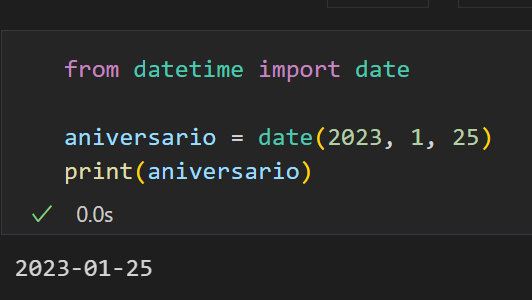 from datetime import date
aniversario = date(2023, 1, 25)
print(aniversario)
0.0s
2023-01-25